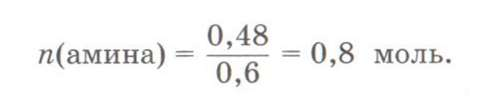 n(амина) = 0,48 / 0,6 = 0,8 моль.